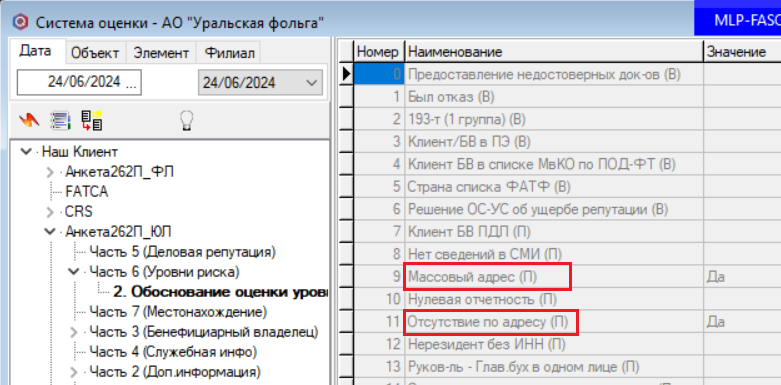 Система оценки - АО "Уральская фольга"
MLP-FASO
Дата Объект Элемент Филиал
24/06/2024 ... 24/06/2024
Наш Клиент
Анкета262П_ФЛ
FATCA
CRS
Анкета262П_ЮЛ
Часть 5 (Деловая репутация)
Часть 6 (Уровни риска)
2. Обоснование оценки уровн
Часть 7 (Местонахождение)
Часть 3 (Бенефициарный владелец)
Часть 4 (Служебная инфо)
Часть 2 (Доп.информация)
Номер Наименование Значение
0 Предоставление недостоверных док-ов (В)
1 Был отказ (В)
2 193-т (1 группа) (В)
3 Клиент/БВ в ПЭ (В)
4 Клиент БВ в списке МвКО по ПОД-ФТ (В)
5 Страна списка ФАТФ (В)
6 Решение ОС-УС об ущербе репутации (В)
7 Клиент БВ ПДЛ (П)
8 Нет сведений в СМИ (П)
9 Массовый адрес (П) Да
10 Нулевая отчетность (П)
11 Отсутствие по адресу (П) Да
12 Нерезидент без ИНН (П)
13 Руков-ль - Глав.бух в одном лице (П)